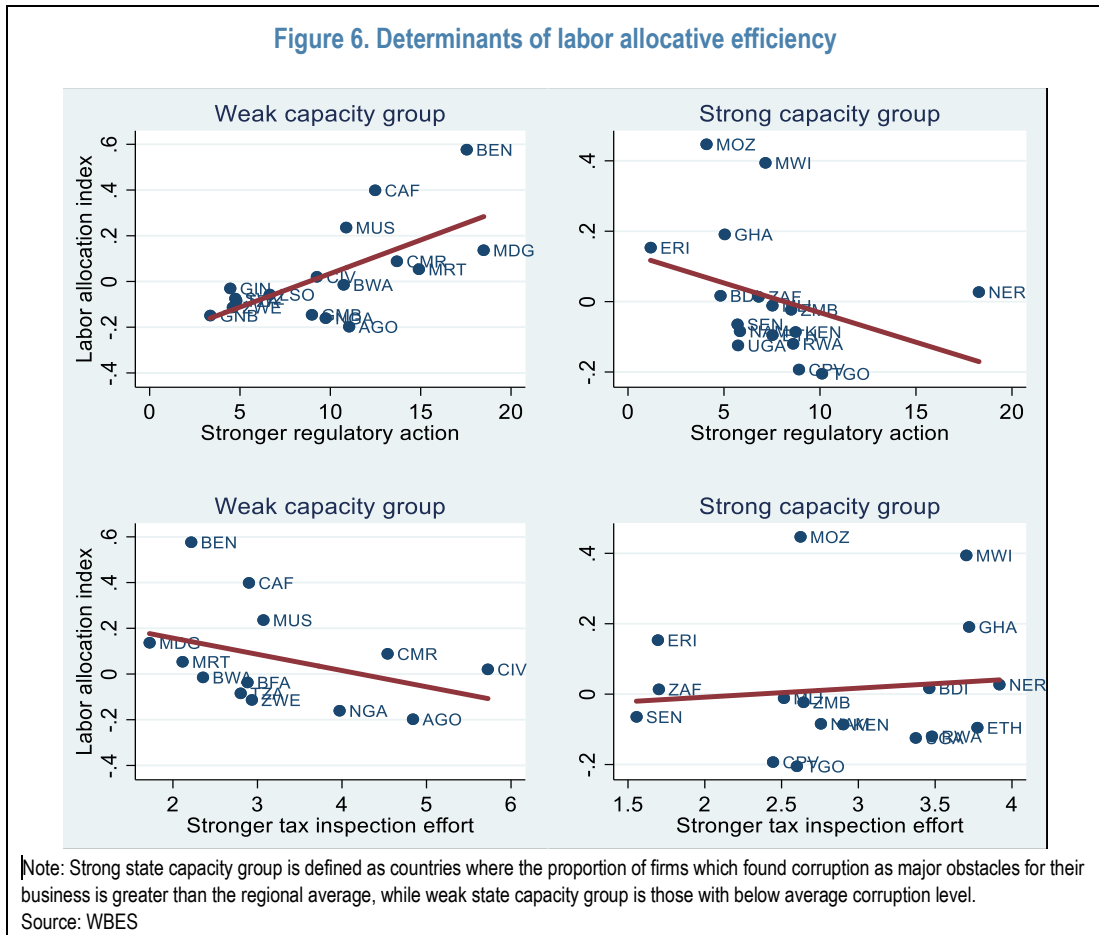 Figure 6. Determinants of labor allocative efficiency
Weak capacity group
Labor allocation index
.6
.4
.2
0
-.2
-.4
BEN
CAF
MUS
MDG
CMR
MRT
CIV
BWA
GIN
LSO
ZWE
GNB
GMB
NGA
AGO
0 5 10 15 20
Stronger regulatory action
Strong capacity group
.4
.2
0
-.2
MOZ
MWI
GHA
ERI
NER
BDI
ZAF
ZMB
SEN
NAM
KEN
ETH
UGA
RWA
CPV
TGO
0 5 10 15 20
Stronger regulatory action
Weak capacity group
Labor allocation index
.6
.4
.2
0
-.2
-.4
BEN
CAF
MUS
MDG
CMR
MRT
CIV
BWA
BFA
TZA
ZWE
NGA
AGO
2 3 4 5 6
Stronger tax inspection effort
Strong capacity group
.4
.2
0
-.2
MOZ
MWI
GHA
ERI
NER
ZAF
BDI
MLI
ZMB
SEN
NAM
KEN
ETH
UGA
RWA
CPV
TGO
1.5 2 2.5 3 3.5 4
Stronger tax inspection effort
Note: Strong state capacity group is defined as countries where the proportion of firms which found corruption as major obstacles for their
business is greater than the regional average, while weak state capacity group is those with below average corruption level.
Source: WBES